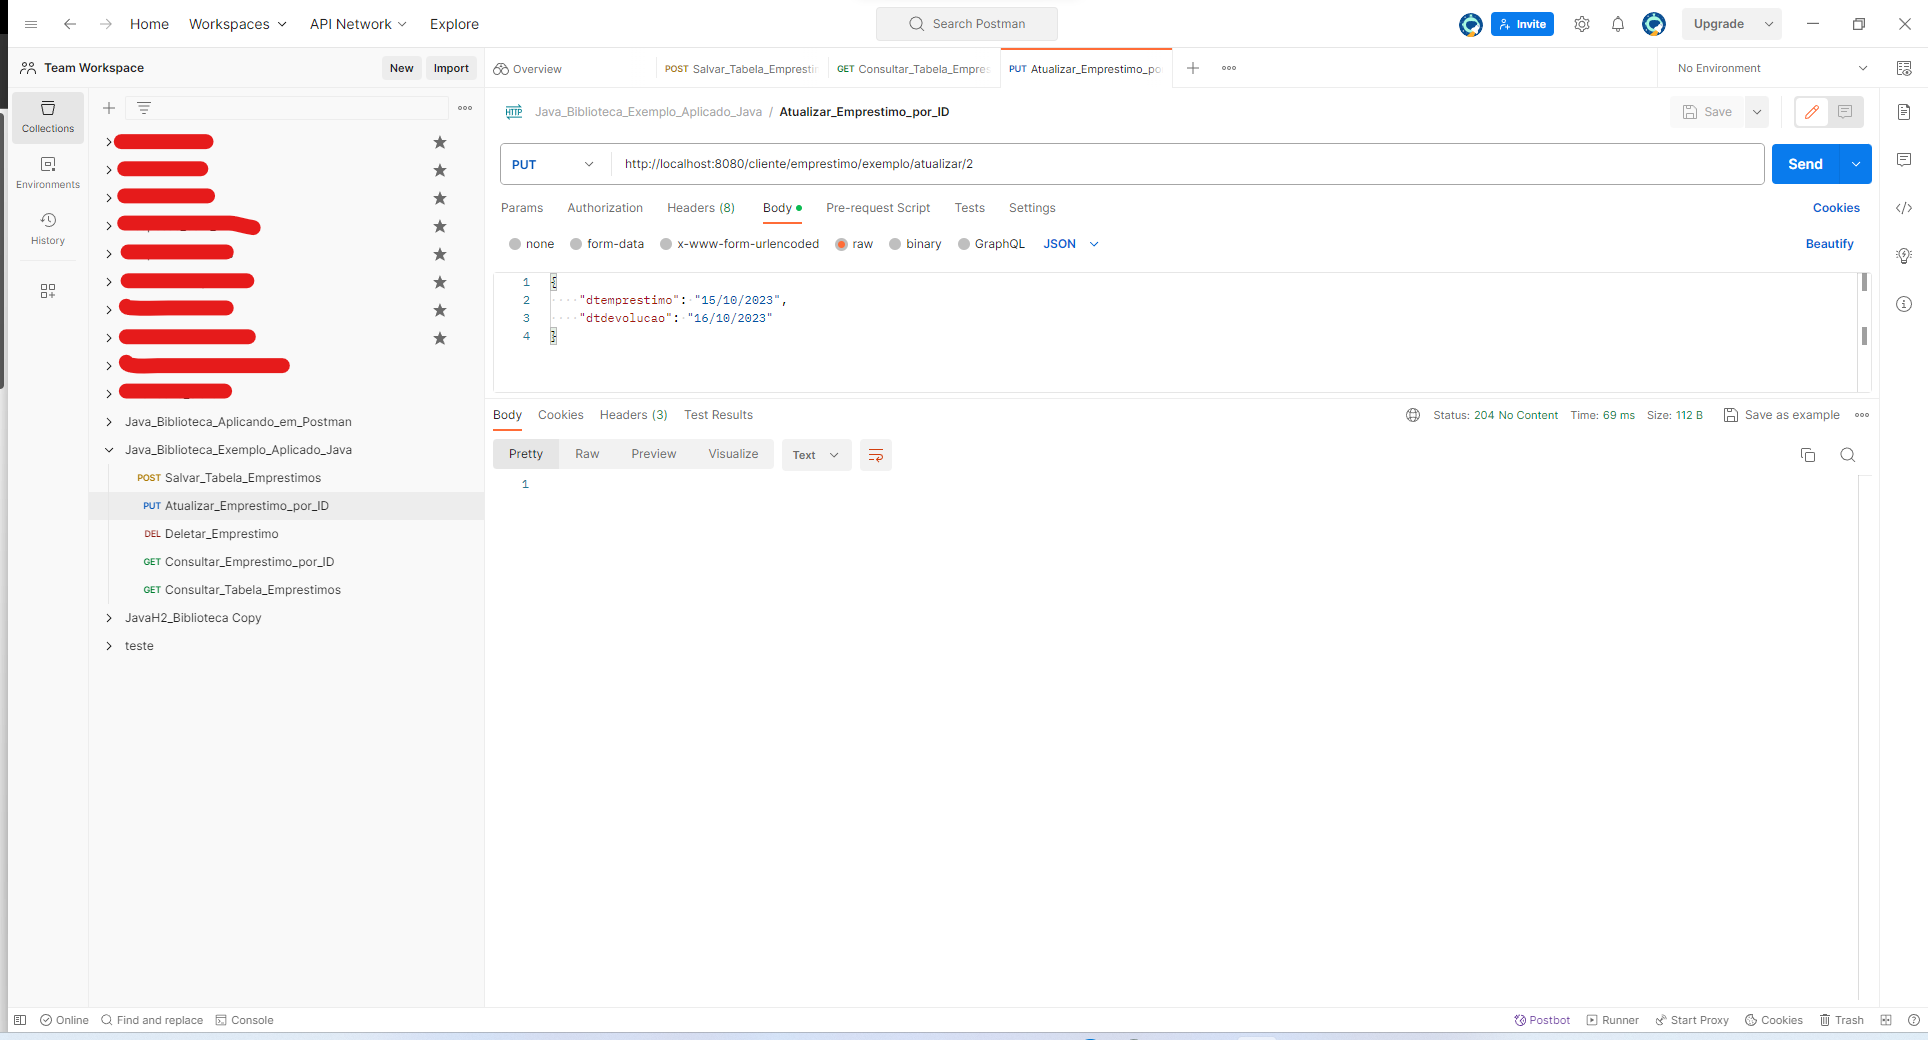 Home Workspaces API Network Explore Search Postman Invite Upgrade
Team Workspace New Import Overview POST Salvar_Tabela_Empresti GET Consultar_Tabela_Empres PUT Atualizar_Emprestimo_po No Environment
Collections
Environments
History
Java_Biblioteca_Aplicando_em_Postman
Java_Biblioteca_Exemplo_Aplicado_Java
POST Salvar_Tabela_Emprestimos
PUT Atualizar_Emprestimo_por_ID
DEL Deletar_Emprestimo
GET Consultar_Emprestimo_por_ID
GET Consultar_Tabela_Emprestimos
JavaH2_Biblioteca Copy
teste
HTTP Java_Biblioteca_Exemplo_Aplicado_Java / Atualizar_Emprestimo_por_ID Save
PUT http://localhost:8080/cliente/emprestimo/exemplo/atualizar/2 Send
Params Authorization Headers (8) Body Pre-request Script Tests Settings Cookies
none form-data x-www-form-urlencoded raw binary GraphQL JSON Beautify
1 {
2 "dtemprestimo": "15/10/2023",
3 "dtdevolucao": "16/10/2023"
4 }
Body Cookies Headers (3) Test Results Status: 204 No Content Time: 69 ms Size: 112 B Save as example
Pretty Raw Preview Visualize Text
1
Online Find and replace Console Postbot Runner Start Proxy Cookies Trash